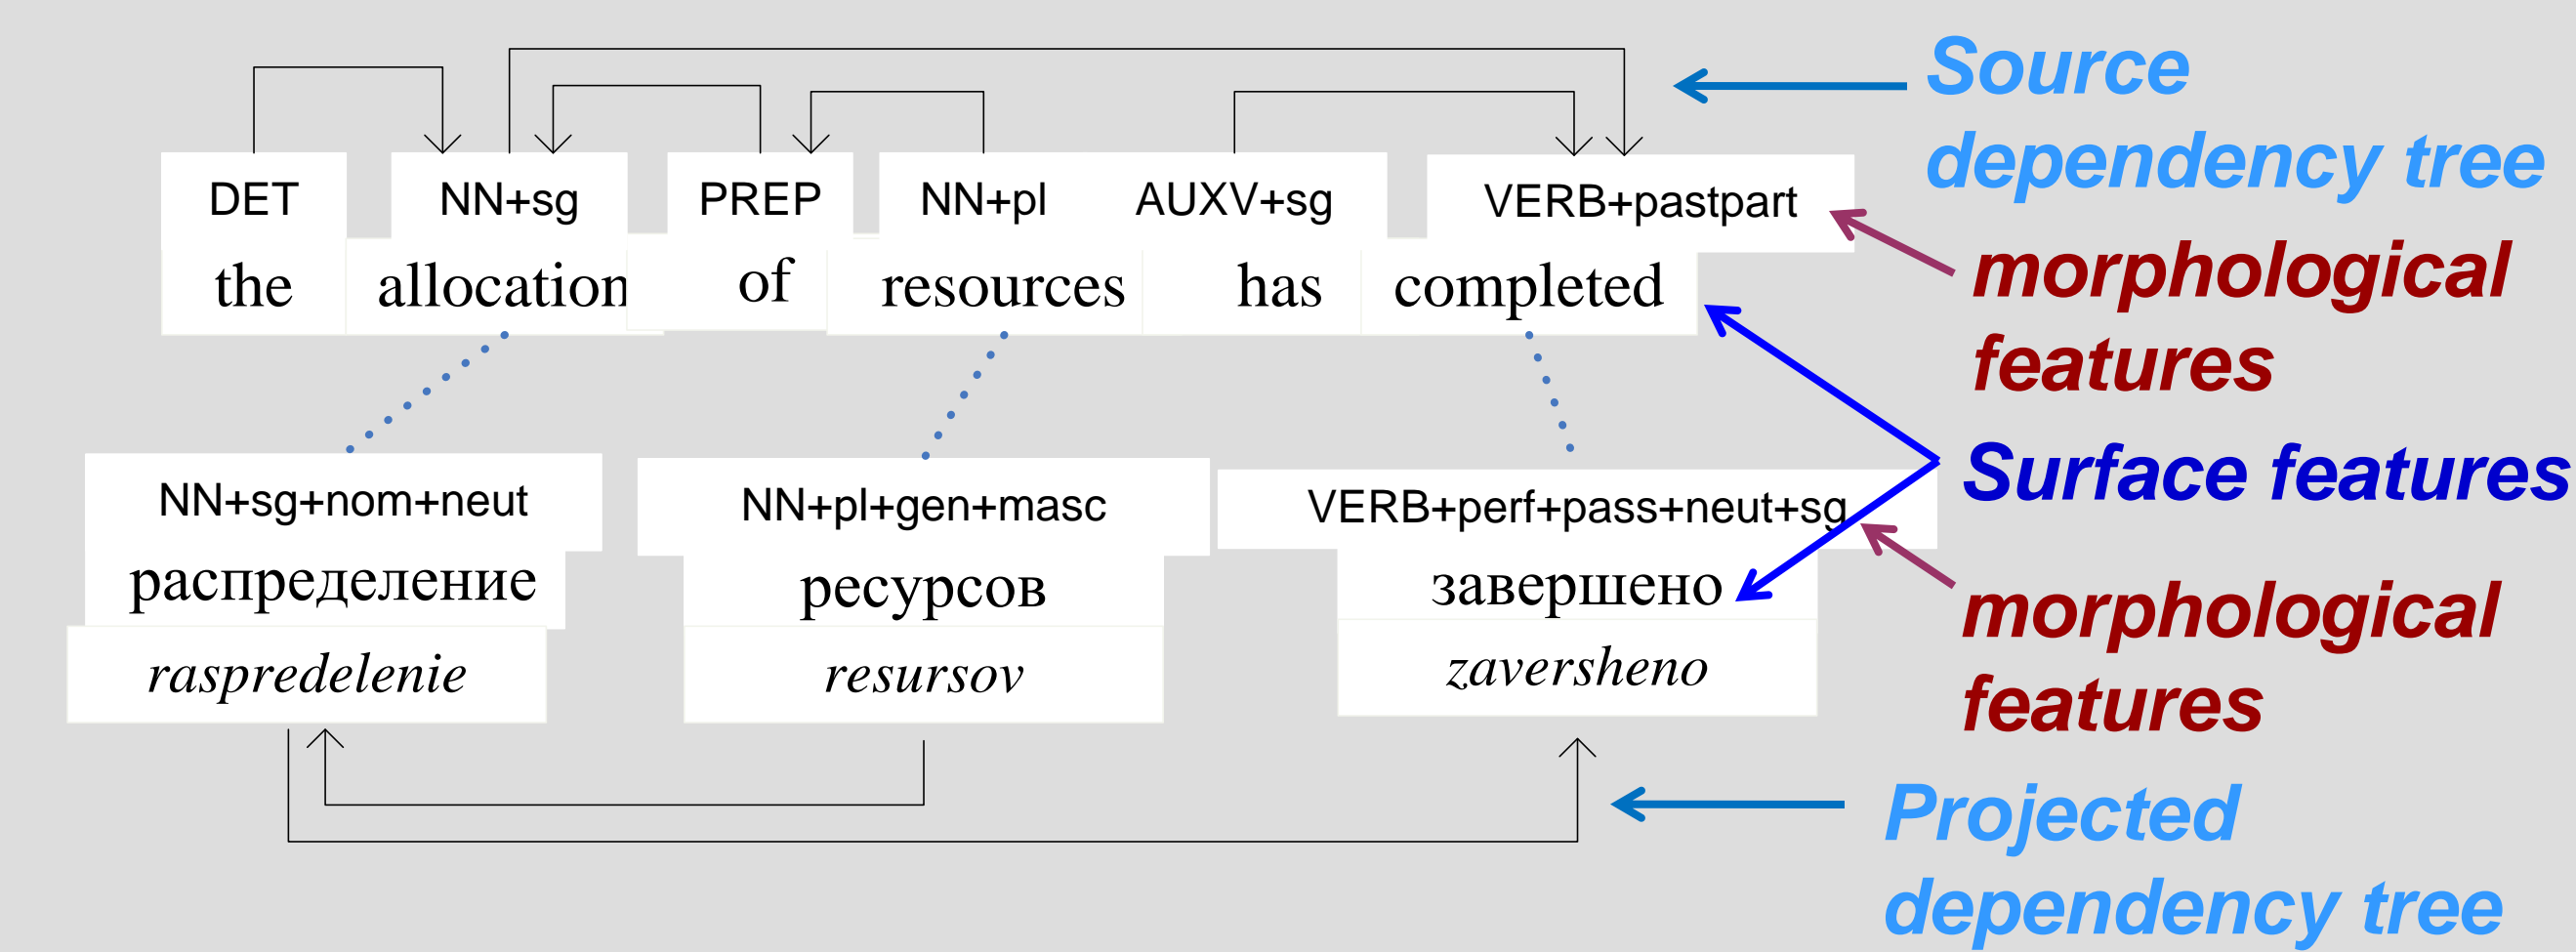 DET NN+sg PREP NN+pl AUXV+sg VERB+pastpart
the allocation of resources has completed
NN+sg+nom+neut NN+pl+gen+masc VERB+perf+pass+neut+sg
распределение ресурсов завершено
raspredelenie resursov zaversheno
Source
dependency tree
morphological
features
Surface features
morphological
features
Projected
dependency tree